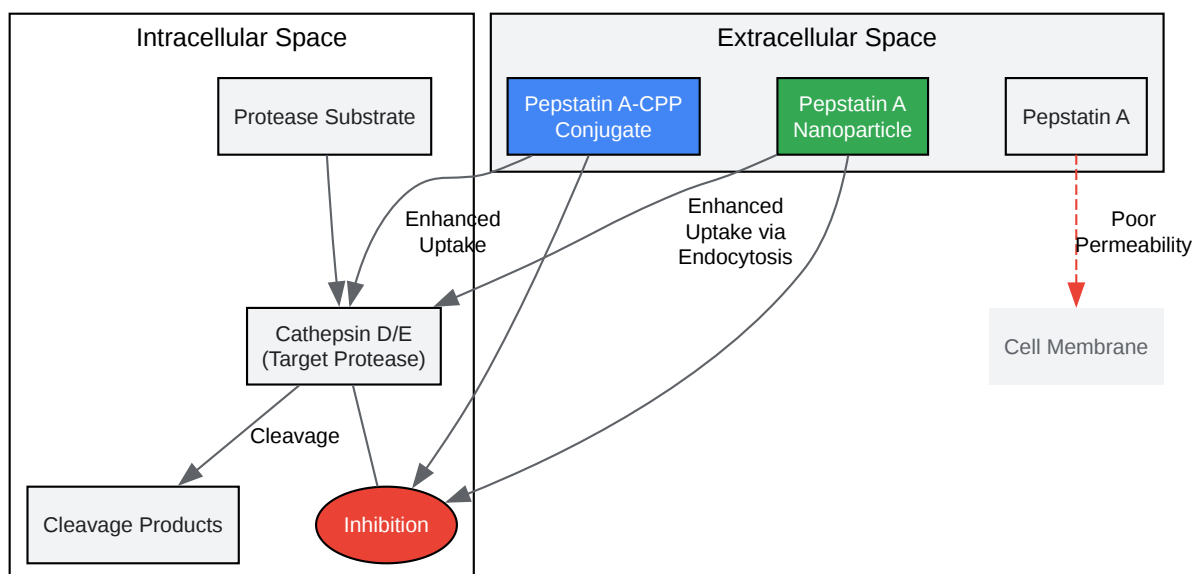 Intracellular Space
Extracellular Space
Protease Substrate
Pepstatin A-CPP
Conjugate
Pepstatin A
Nanoparticle
Pepstatin A
Enhanced
Uptake
Enhanced
Uptake via
Endocytosis
Poor
Permeability
Cathepsin D/E
(Target Protease)
Cell Membrane
Cleavage
Cleavage Products
Inhibition